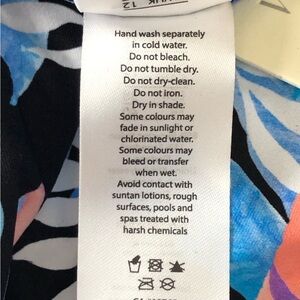 UK 12
Hand wash separately
in cold water.
Do not bleach.
Do not tumble dry.
Do not dry-clean.
Do not iron.
Dry in shade.
Some colours may
fade in sunlight or
chlorinated water.
Some colours may
bleed or transfer
when wet.
Avoid contact with
suntan lotions, rough
surfaces, pools and
spas treated with
harsh chemicals